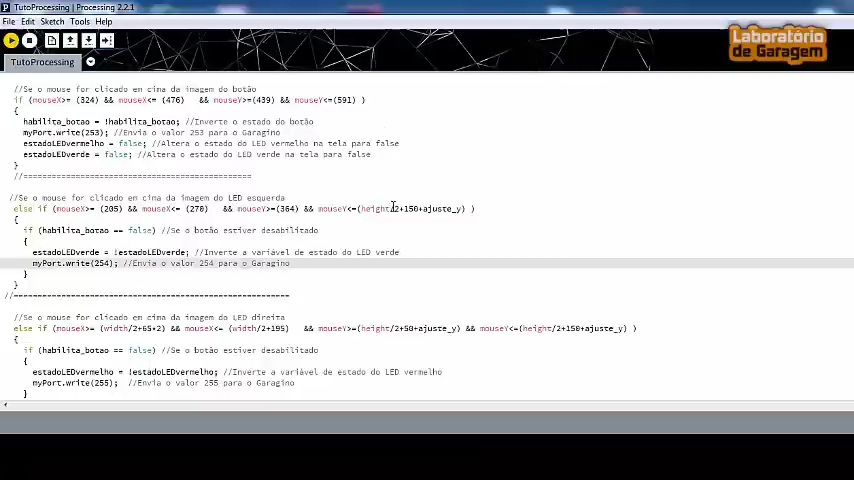 TutoProcessing | Processing 2.2.1
File Edit Sketch Tools Help
Laboratório
de Garagem
TutoProcessing
//Se o mouse for clicado em cima da imagem do botão
if (mouseX>= (324) && mouseX<= (476) && mouseY>=(439) && mouseY<=(591) )
{
habilita_botao = !habilita_botao; //Inverte o estado do botão
myPort.write(253); //Envia o valor 253 para o Garagino
estadoLEDvermelho = false; //Altera o estado do LED vermelho na tela para false
estadoLEDverde = false; //Altera o estado do LED verde na tela para false
}
//===========================================
//Se o mouse for clicado em cima da imagem do LED esquerda
else if (mouseX>= (205) && mouseX<= (270) && mouseY>=(364) && mouseY<=(height/2+150+ajuste_y) )
{
if (habilita_botao == false) //Se o botão estiver desabilitado
{
estadoLEDverde = !estadoLEDverde; //Inverte a variável de estado do LED verde
myPort.write(254); //Envia o valor 254 para o Garagino
}
}
//==========================================================
//Se o mouse for clicado em cima da imagem do LED direita
else if (mouseX>= (width/2+65*2) && mouseX<= (width/2+195) && mouseY>=(height/2+50+ajuste_y) && mouseY<=(height/2+150+ajuste_y) )
{
if (habilita_botao == false) //Se o botão estiver desabilitado
{
estadoLEDvermelho = !estadoLEDvermelho; //Inverte a variável de estado do LED vermelho
myPort.write(255); //Envia o valor 255 para o Garagino
}